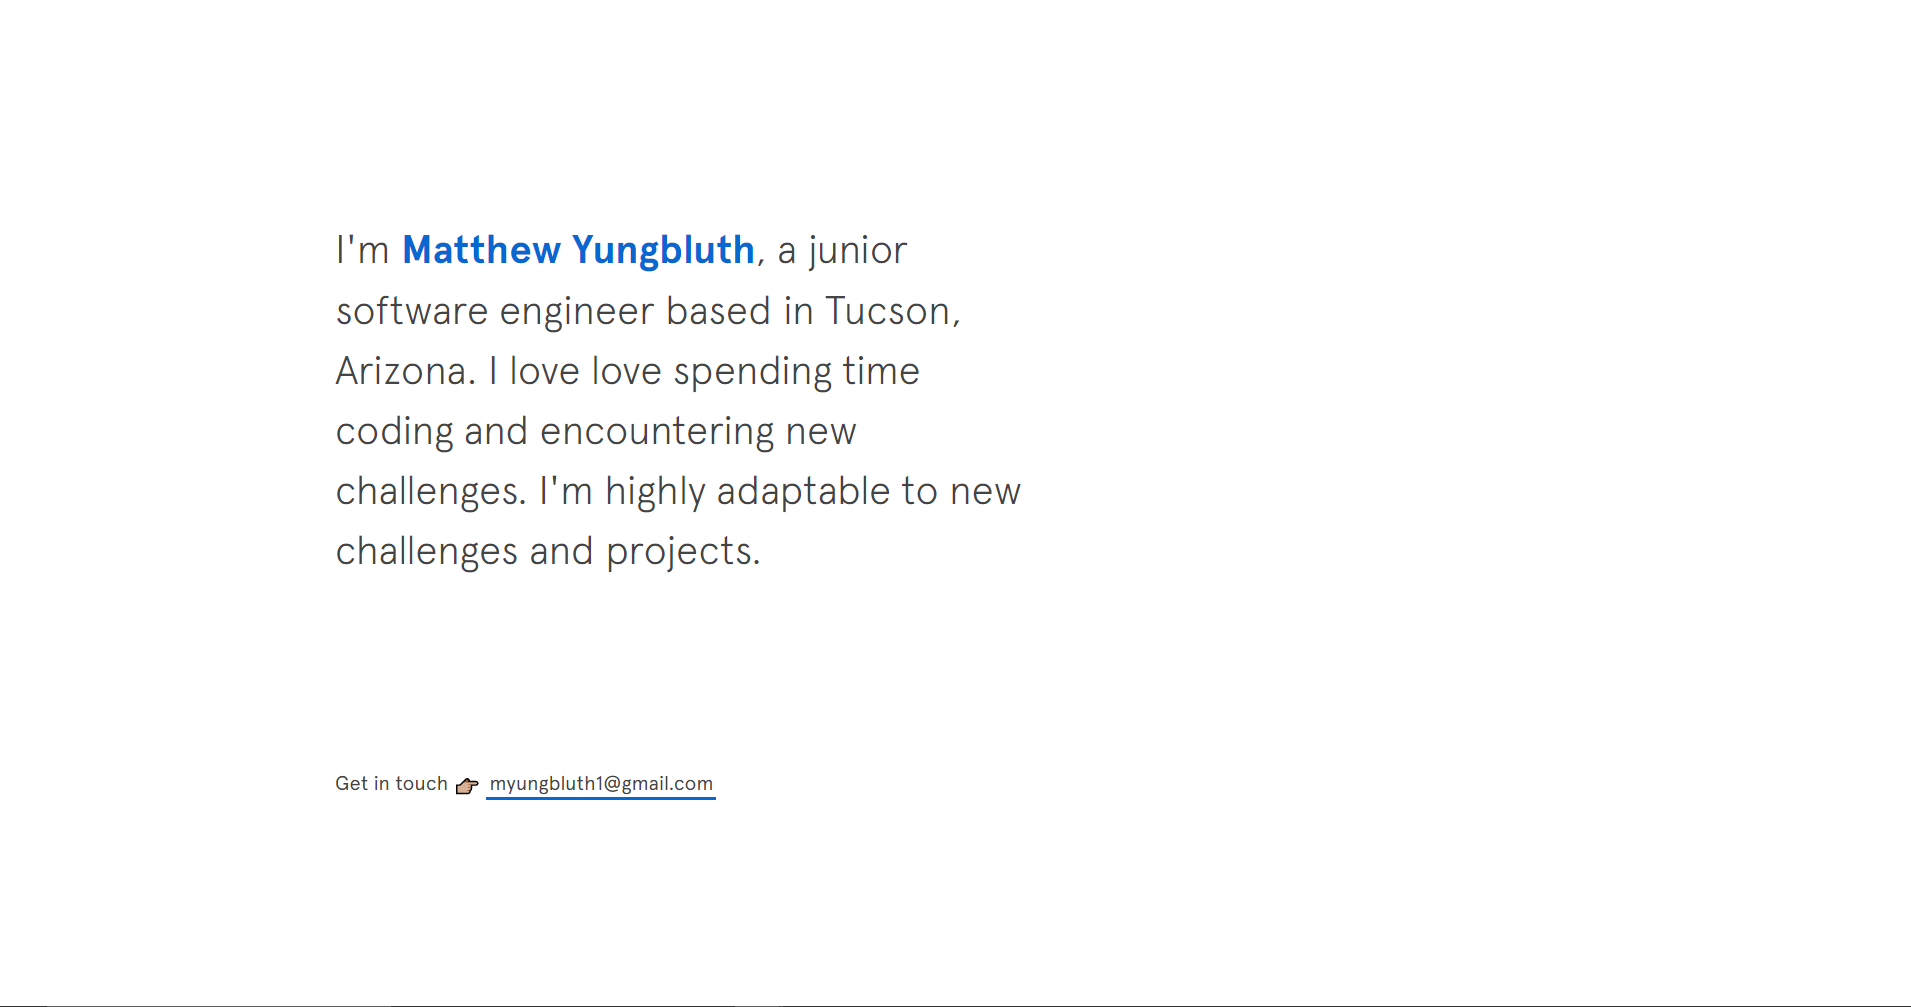 I'm Matthew Yungbluth, a junior
software engineer based in Tucson,
Arizona. I love love spending time
coding and encountering new
challenges. I'm highly adaptable to new
challenges and projects.
Get in touch 👉 myungbluth1@gmail.com